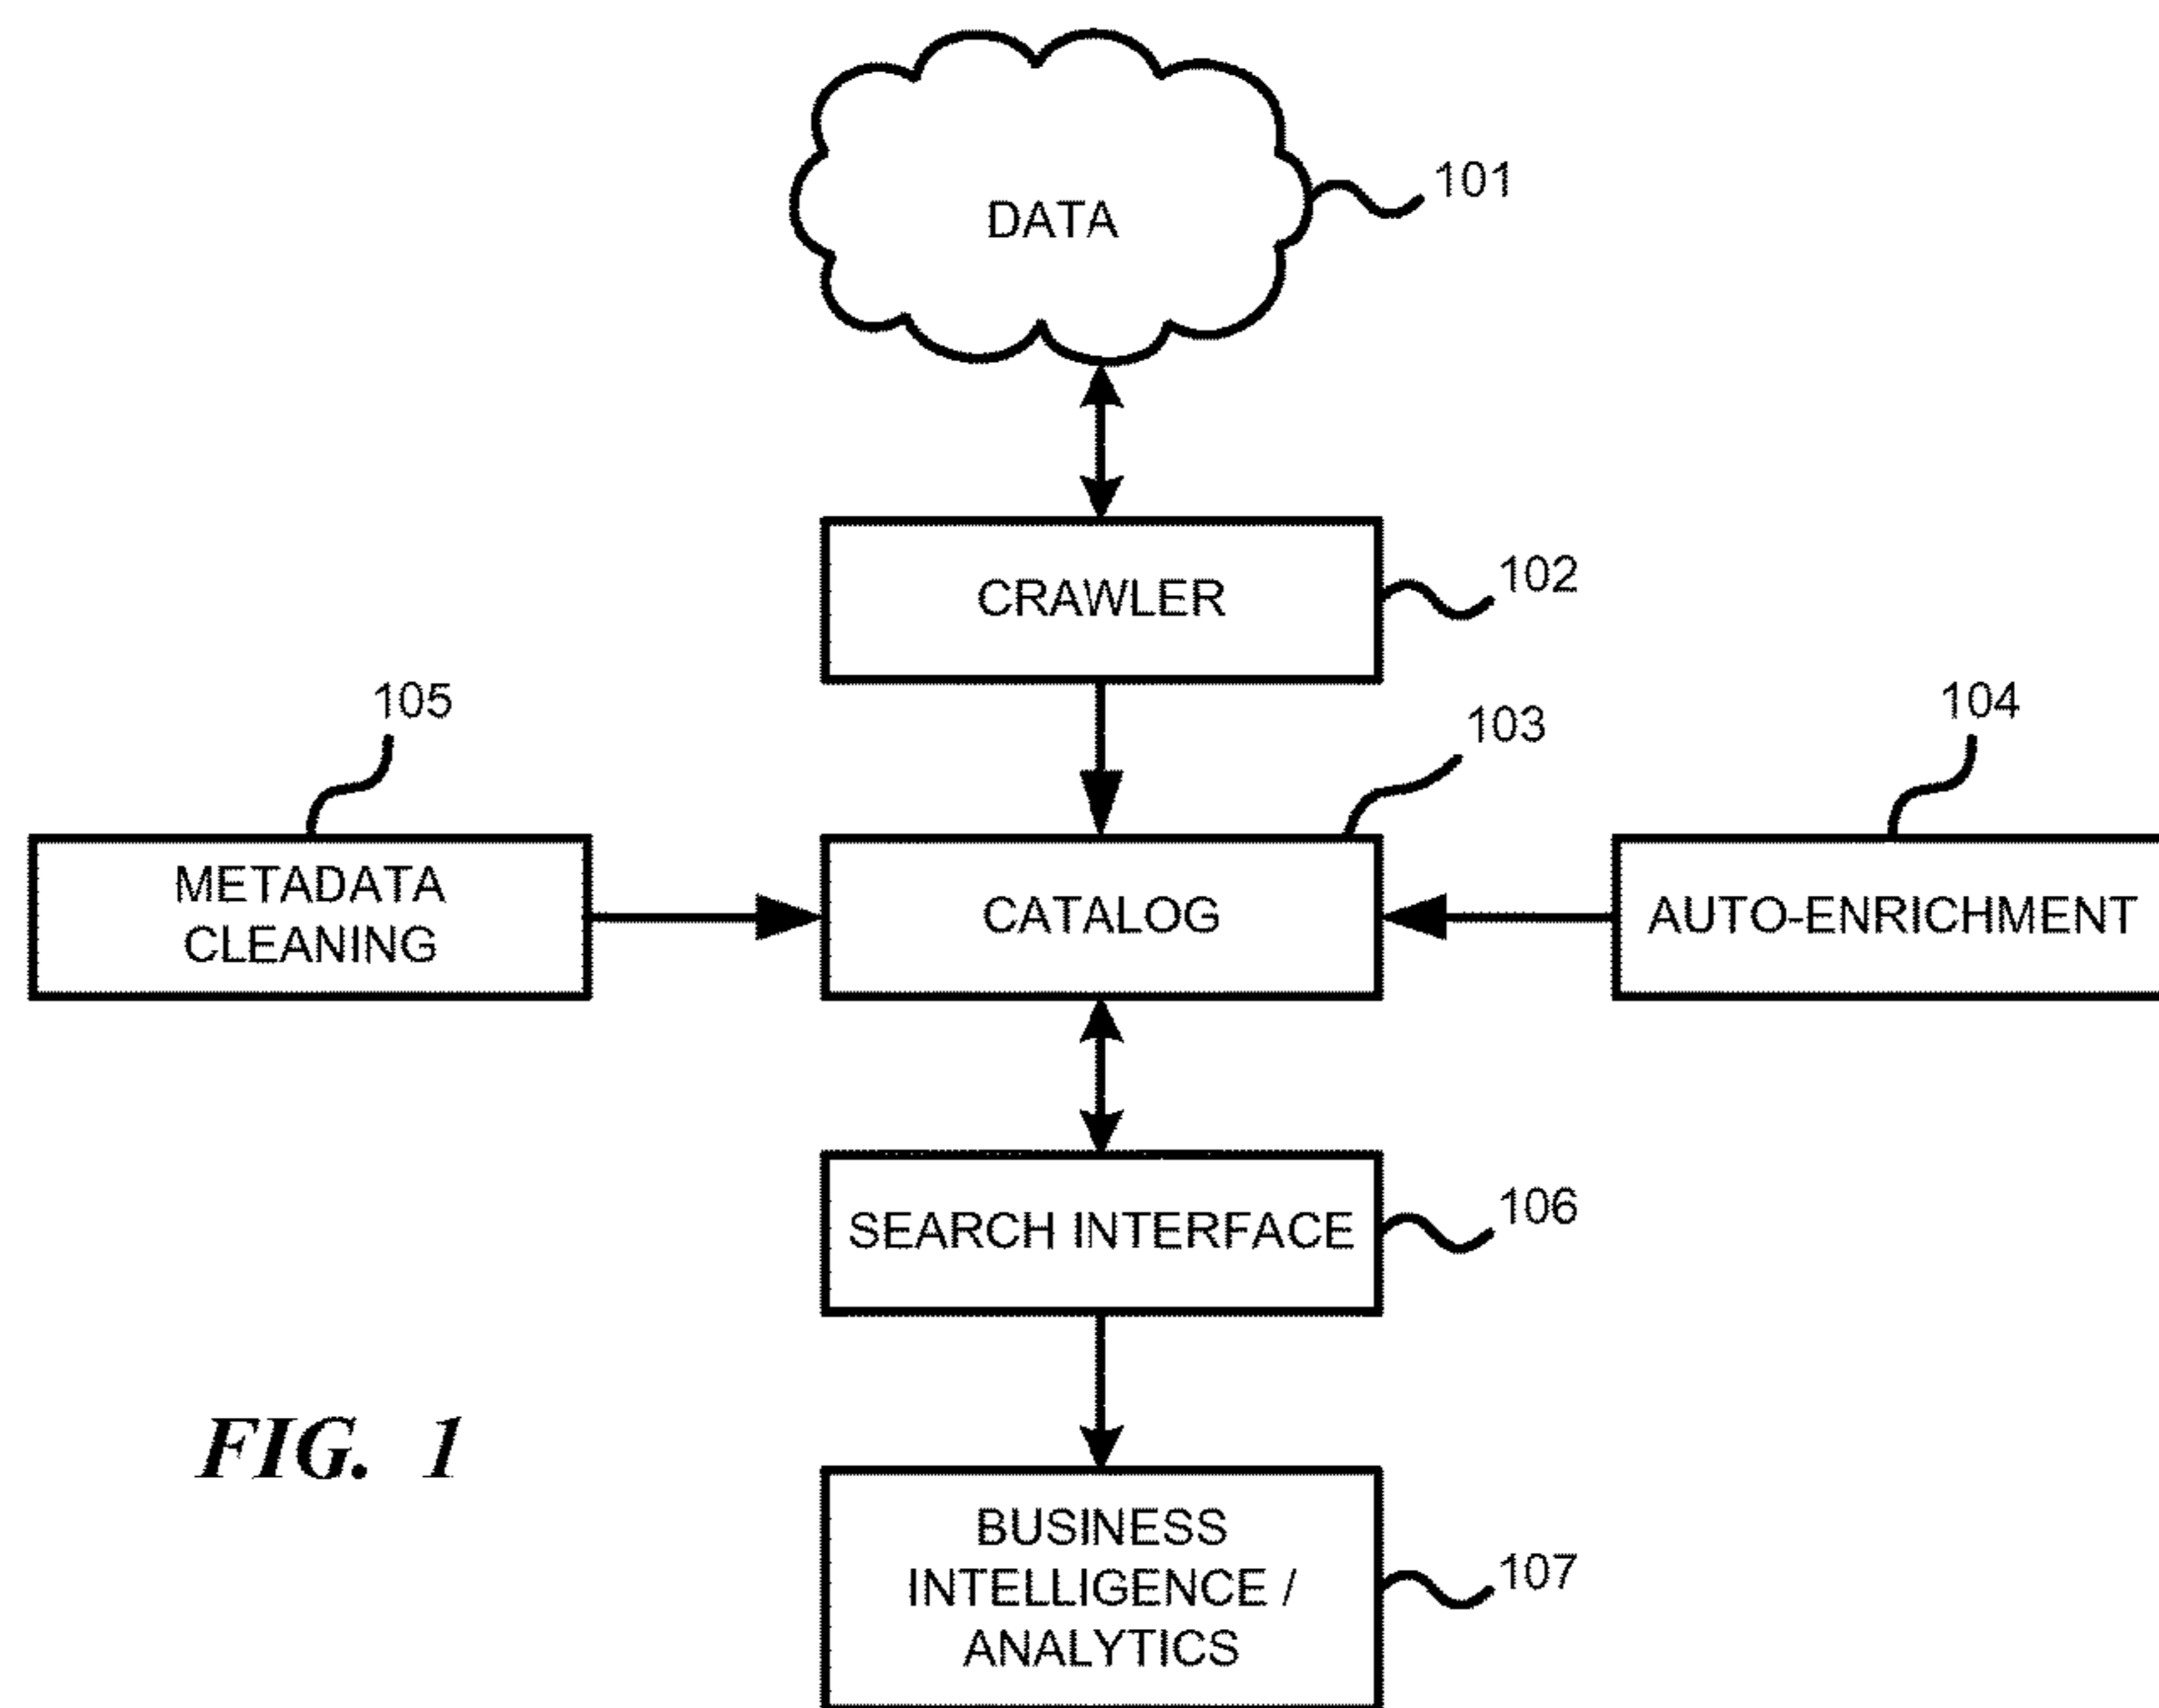 DATA
101
CRAWLER
102
105
103
104
METADATA
CLEANING
CATALOG
AUTO-ENRICHMENT
SEARCH INTERFACE
106
FIG. 1
BUSINESS
INTELLIGENCE /
ANALYTICS
107